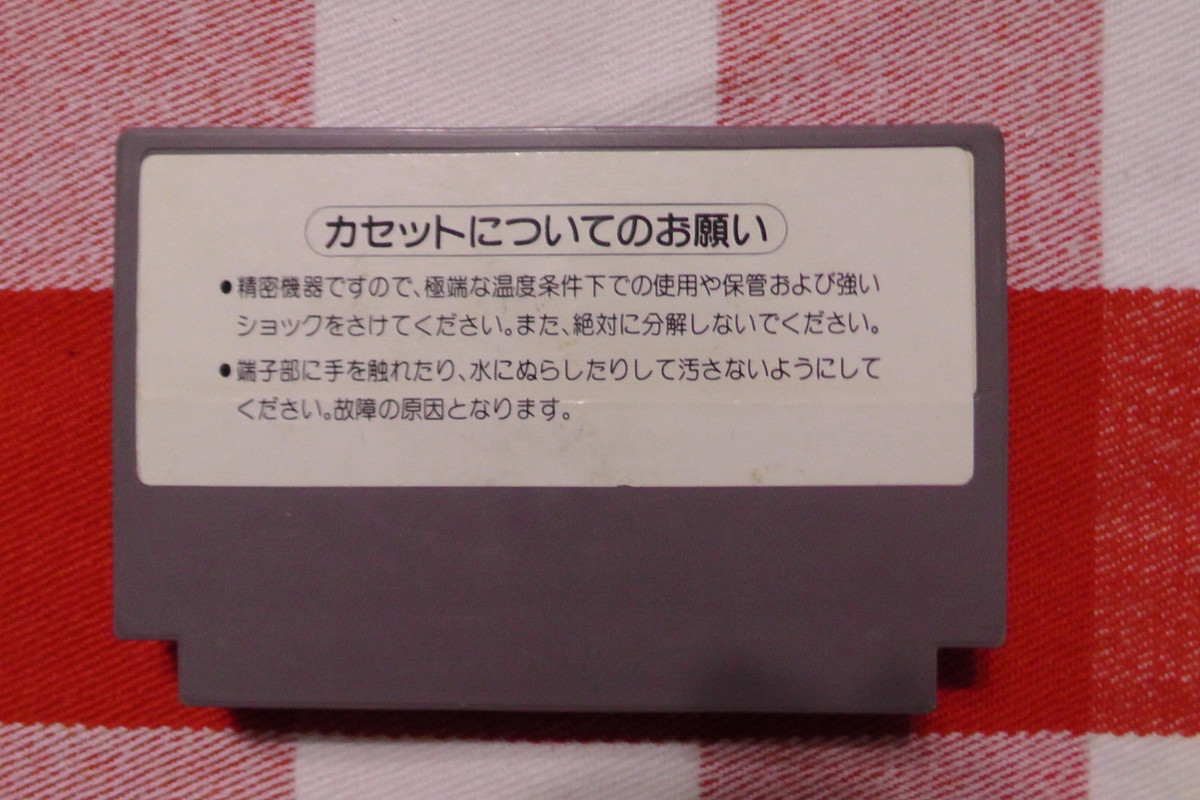 カセットについてのお願い
●精密機器ですので、極端な温度条件下での使用や保管および強い
ショックをさけてください。また、絶対に分解しないでください。
●端子部に手を触れたり、水にぬらしたりして汚さないようにして
ください。故障の原因となります。